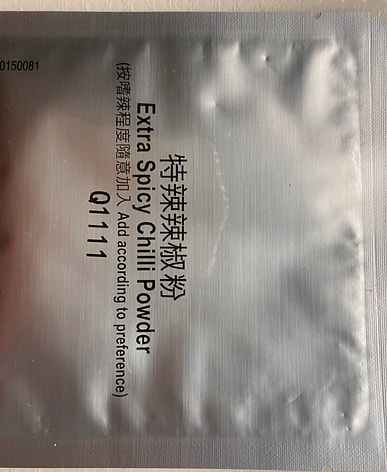 特辣辣椒粉
Extra Spicy Chilli Powder
(按嗜辣程度隨意加入 Add according to preference)
Q1111
0150081